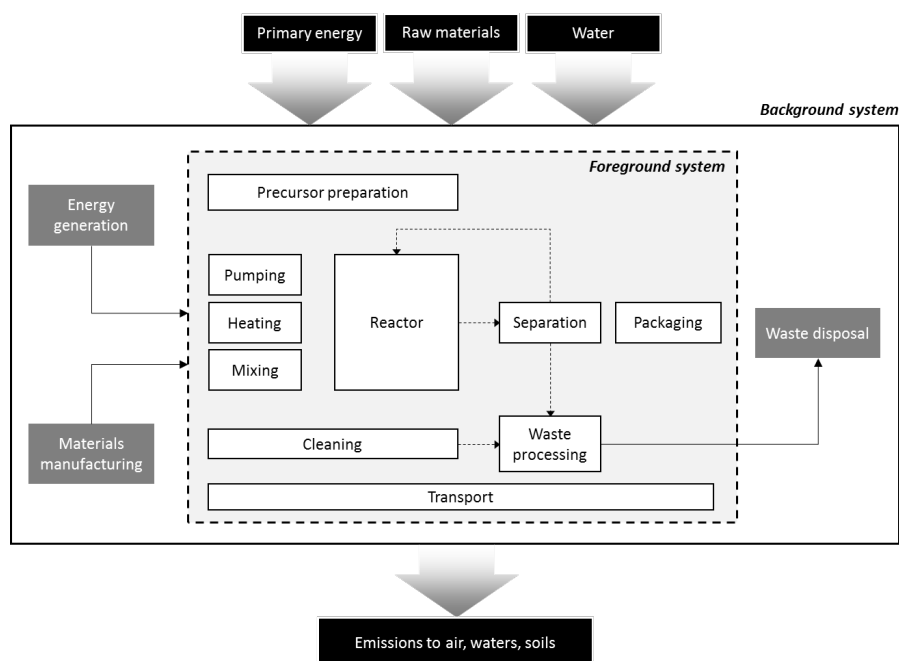 Primary energy
Raw materials
Water
Background system
Foreground system
Precursor preparation
Energy
generation
Pumping
Heating
Mixing
Reactor
Separation
Packaging
Waste disposal
Materials
manufacturing
Cleaning
Waste
processing
Transport
Emissions to air, waters, soils